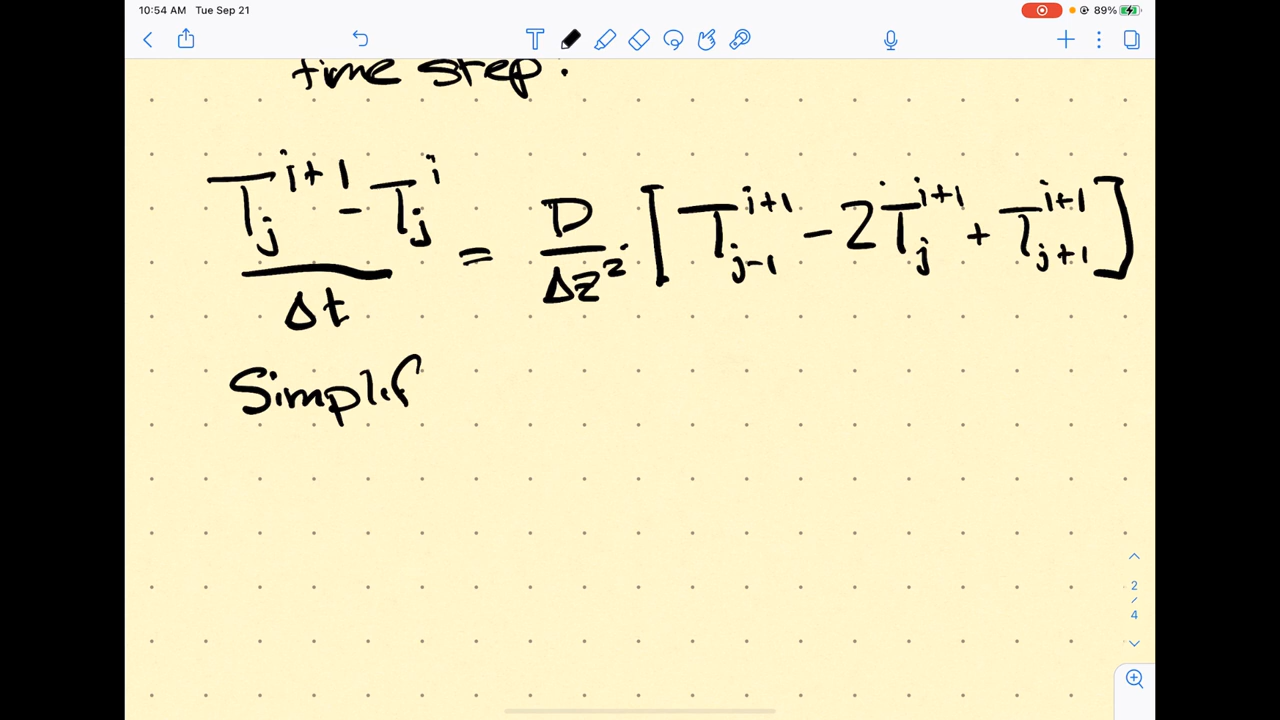 10:54 AM Tue Sep 21 89%
time step.
T_j^{i+1} - T_j^i / Δt = D / Δz² [ T_{j-1}^{i+1} - 2T_j^{i+1} + T_{j+1}^{i+1} ]
Simplif
2
/
4